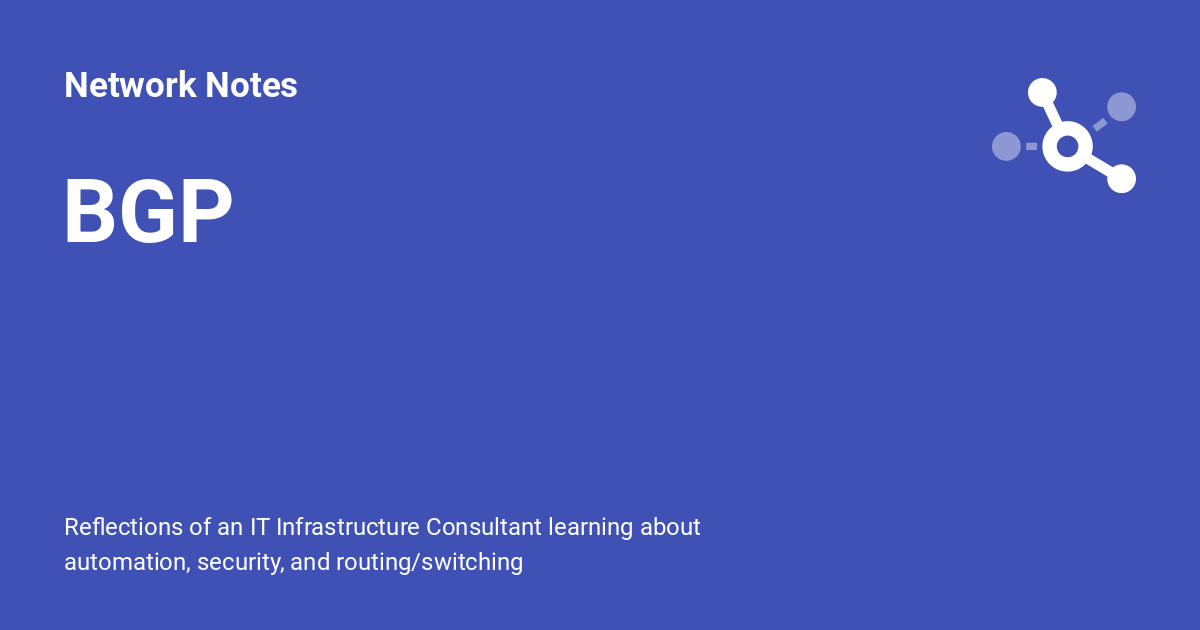 Network Notes
BGP
Reflections of an IT Infrastructure Consultant learning about
automation, security, and routing/switching